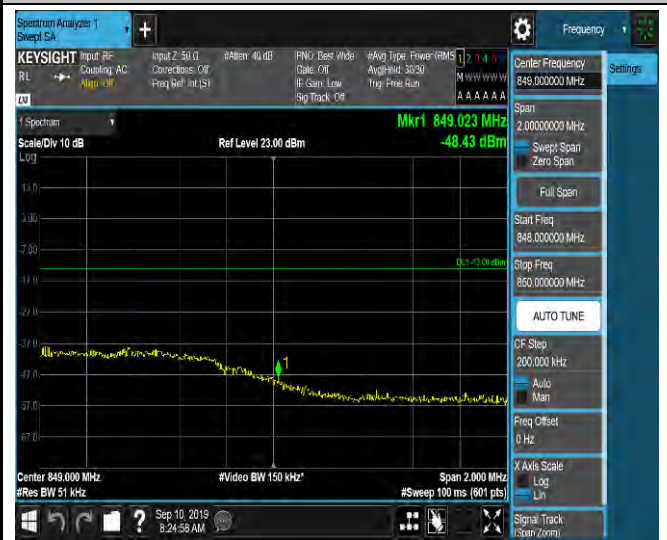 Spectrum Analyzer 1
Swept SA
+
Frequency
KEYSIGHT Input: RF
Input Z: 50 Ω
#Atten: 40 dB
PNO: Best Wide
#Avg Type: Power (RMS
1 2 3 4 5 6
RL
Coupling: AC
Corrections: Off
Gate: Off
Avg|Hold: 30/30
M W W W W W
Align: Off
Freq Ref: Int (S)
IF Gain: Low
Trig: Free Run
Sig Track: Off
A A A A A A
LW
1 Spectrum
Mkr1 849.023 MHz
Scale/Div 10 dB
Ref Level 23.00 dBm
-48.43 dBm
Log
13.0
3.00
-7.00
DL1 -13.00 dBm
-17.0
-27.0
-37.0
1
-47.0
-57.0
-67.0
Center 849.000 MHz
#Video BW 150 kHz*
Span 2.000 MHz
#Res BW 51 kHz
#Sweep 100 ms (601 pts)
?
Sep 10, 2019
8:24:58 AM
Center Frequency
849.000000 MHz
Settings
Span
2.00000000 MHz
Swept Span
Zero Span
Full Span
Start Freq
848.000000 MHz
Stop Freq
850.000000 MHz
AUTO TUNE
CF Step
200.000 kHz
Auto
Man
Freq Offset
0 Hz
X Axis Scale
Log
Lin
Signal Track
(Span Zoom)